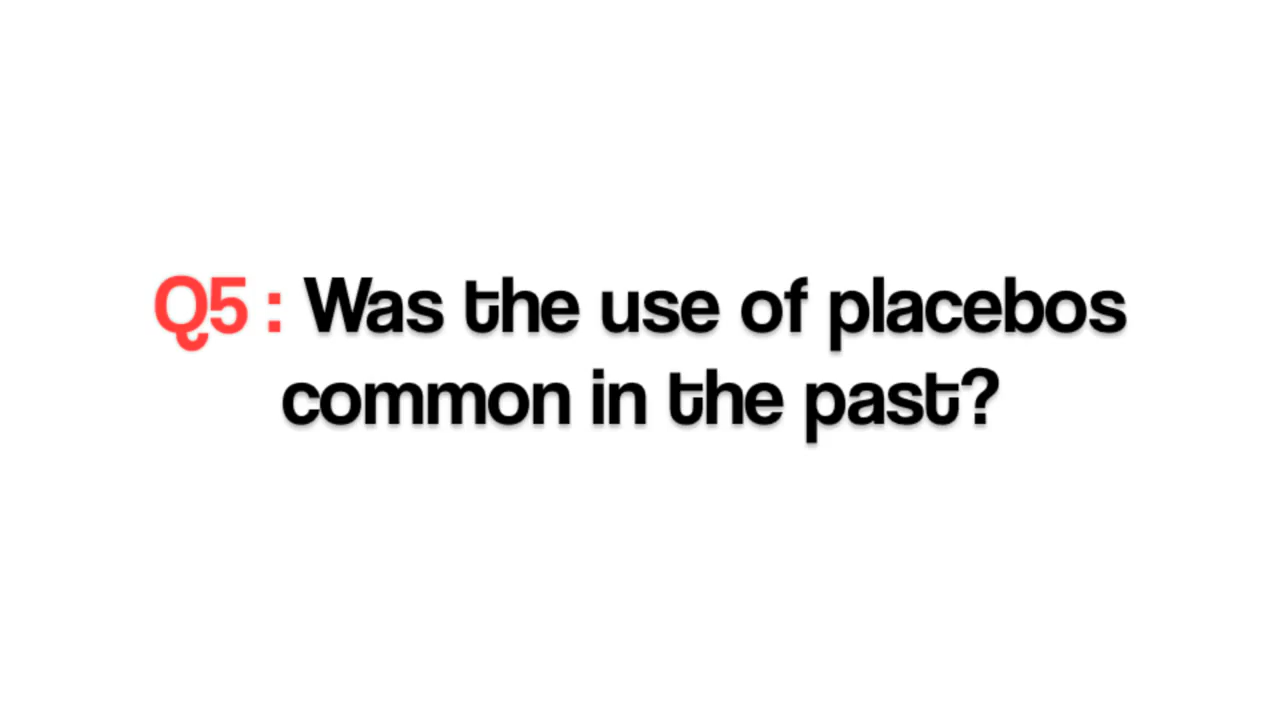 Q5 : Was the use of placebos
common in the past?